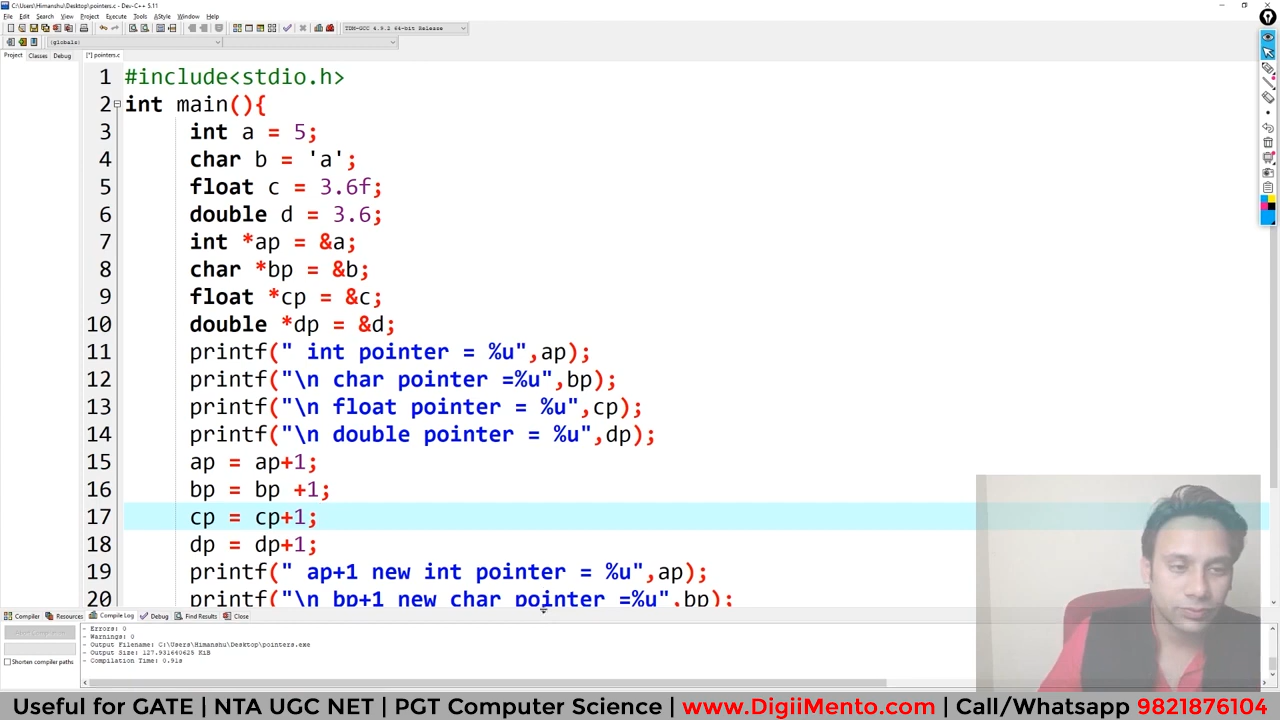 C:\Users\Himanshu\Desktop\pointers.c - Dev-C++ 5.11
File Edit Search View Project Execute Tools AStyle Window Help
TDM-GCC 4.9.2 64-bit Release
(globals)
Project Classes Debug [*] pointers.c
1 #include<stdio.h>
2 int main(){
3 int a = 5;
4 char b = 'a';
5 float c = 3.6f;
6 double d = 3.6;
7 int *ap = &a;
8 char *bp = &b;
9 float *cp = &c;
10 double *dp = &d;
11 printf(" int pointer = %u",ap);
12 printf("\n char pointer =%u",bp);
13 printf("\n float pointer = %u",cp);
14 printf("\n double pointer = %u",dp);
15 ap = ap+1;
16 bp = bp +1;
17 cp = cp+1;
18 dp = dp+1;
19 printf(" ap+1 new int pointer = %u",ap);
20 printf("\n bp+1 new char pointer =%u",bp);
Compiler Resources Compile Log Debug Find Results Close
- Errors: 0
- Warnings: 0
- Output Filename: C:\Users\Himanshu\Desktop\pointers.exe
- Output Size: 127.931640625 KiB
- Compilation Time: 0.91s
Shorten compiler paths
Useful for GATE | NTA UGC NET | PGT Computer Science | www.DigiiMento.com | Call/Whatsapp 9821876104